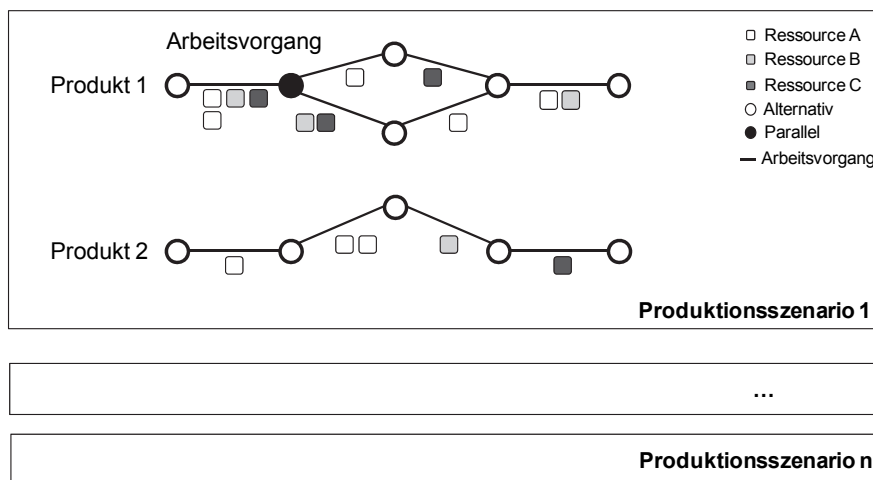 Arbeitsvorgang
Produkt 1
Ressource A
Ressource B
Ressource C
Alternativ
Parallel
Arbeitsvorgang
Produkt 2
Produktionsszenario 1
...
Produktionsszenario n